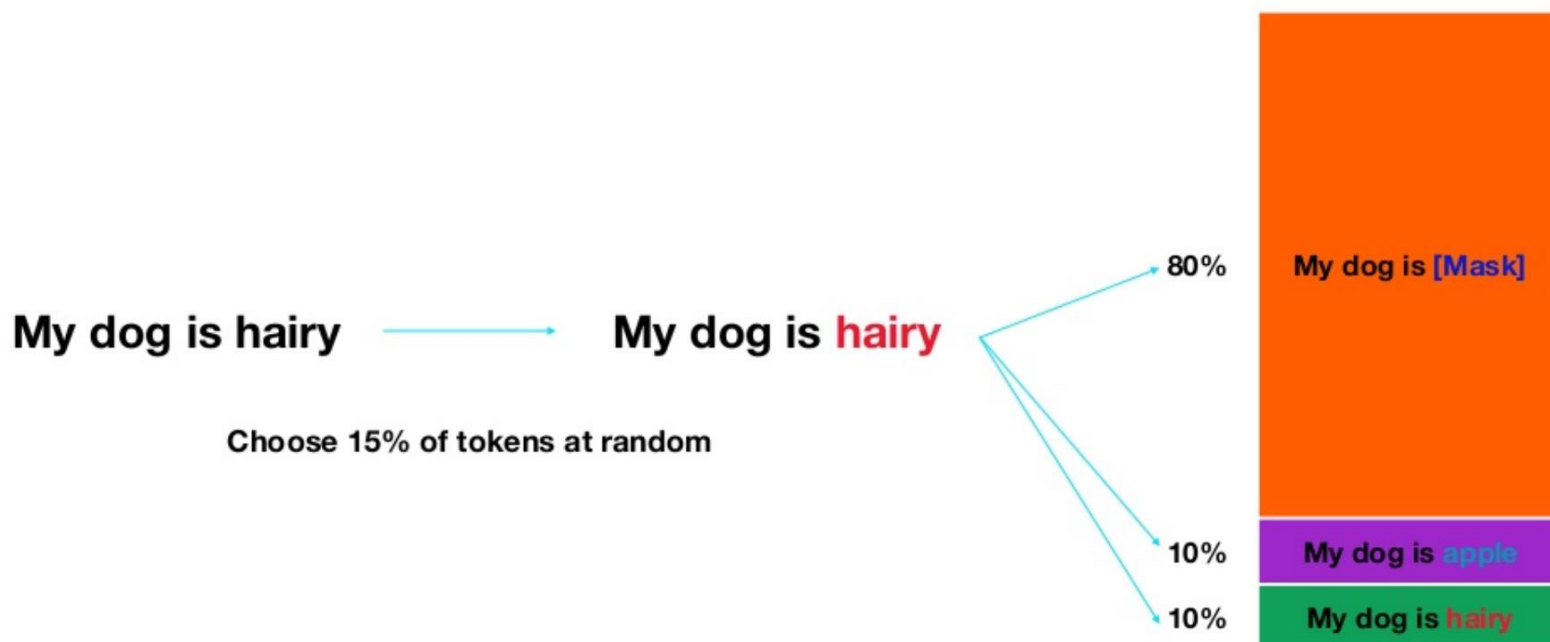 My dog is hairy
My dog is hairy
Choose 15% of tokens at random
80%
My dog is [Mask]
10%
My dog is apple
10%
My dog is hairy